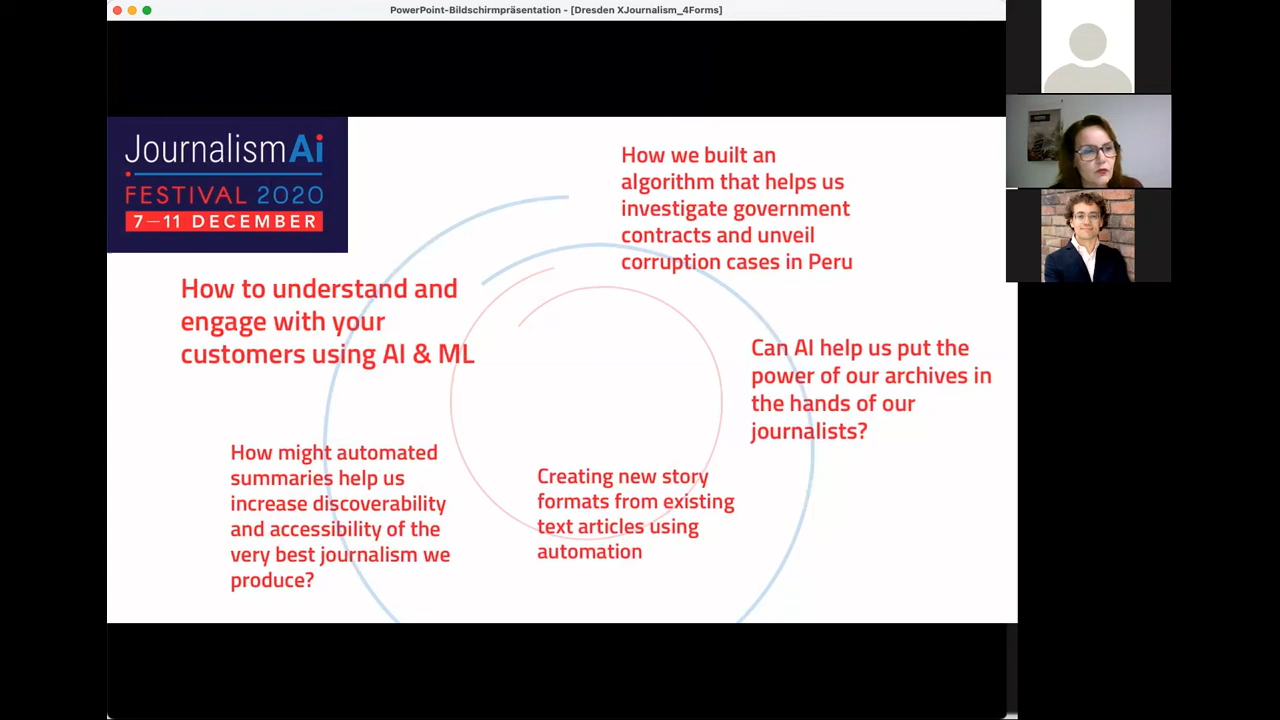 PowerPoint-Bildschirmpräsentation - [Dresden XJournalism_4Forms]
JournalismAi
FESTIVAL 2020
7—11 DECEMBER
How we built an
algorithm that helps us
investigate government
contracts and unveil
corruption cases in Peru
How to understand and
engage with your
customers using AI & ML
Can AI help us put the
power of our archives in
the hands of our
journalists?
How might automated
summaries help us
increase discoverability
and accessibility of the
very best journalism we
produce?
Creating new story
formats from existing
text articles using
automation